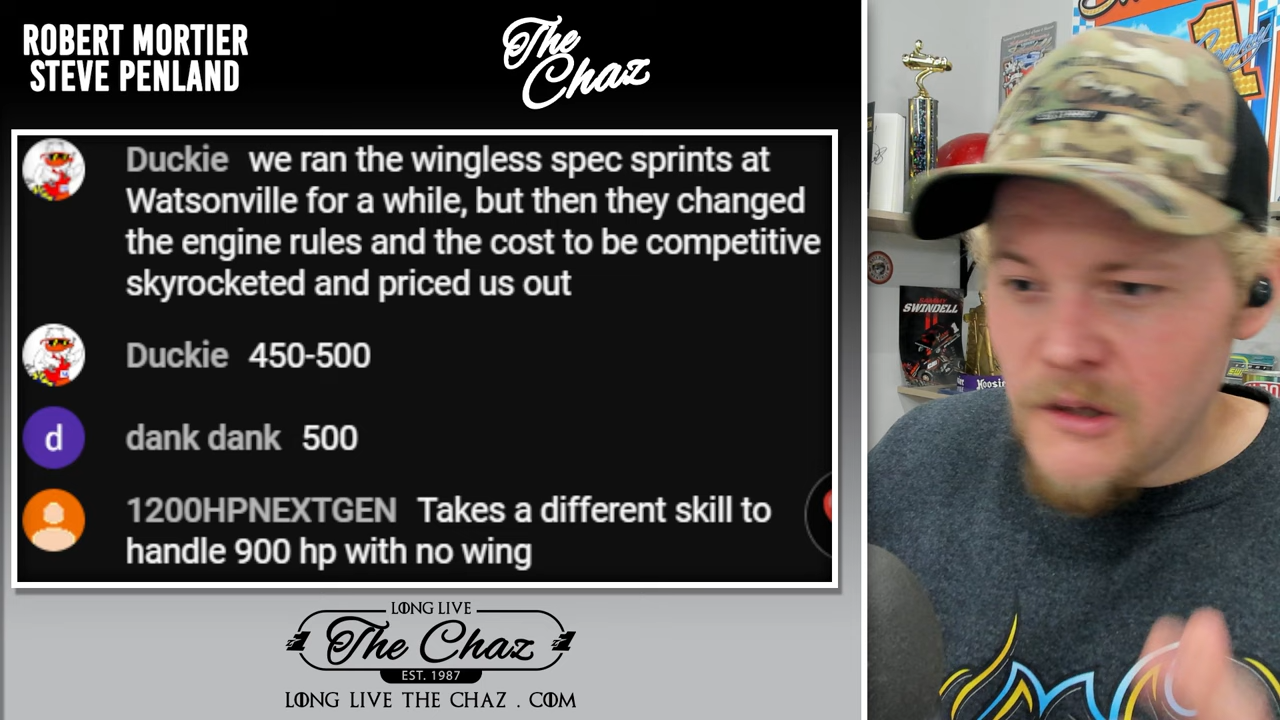 ROBERT MORTIER
STEVE PENLAND
The
Chaz
Duckie we ran the wingless spec sprints at
Watsonville for a while, but then they changed
the engine rules and the cost to be competitive
skyrocketed and priced us out
Duckie 450-500
d
dank dank 500
1200HPNEXTGEN Takes a different skill to
handle 900 hp with no wing
LONG LIVE
The Chaz
EST. 1987
LONG LIVE THE CHAZ . COM
1
SAMMY
SWINDELL
Hoosier